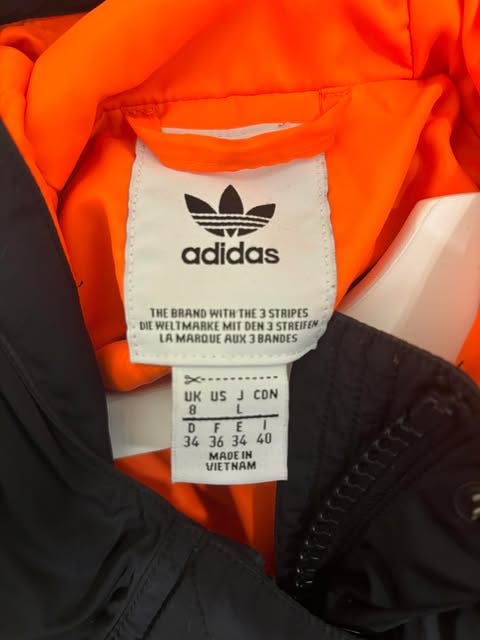 adidas
THE BRAND WITH THE 3 STRIPES
DIE WELTMARKE MIT DEN 3 STREIFEN
LA MARQUE AUX 3 BANDES
UK US J CDN
8 L
D F E I
34 36 34 40
MADE IN
VIETNAM